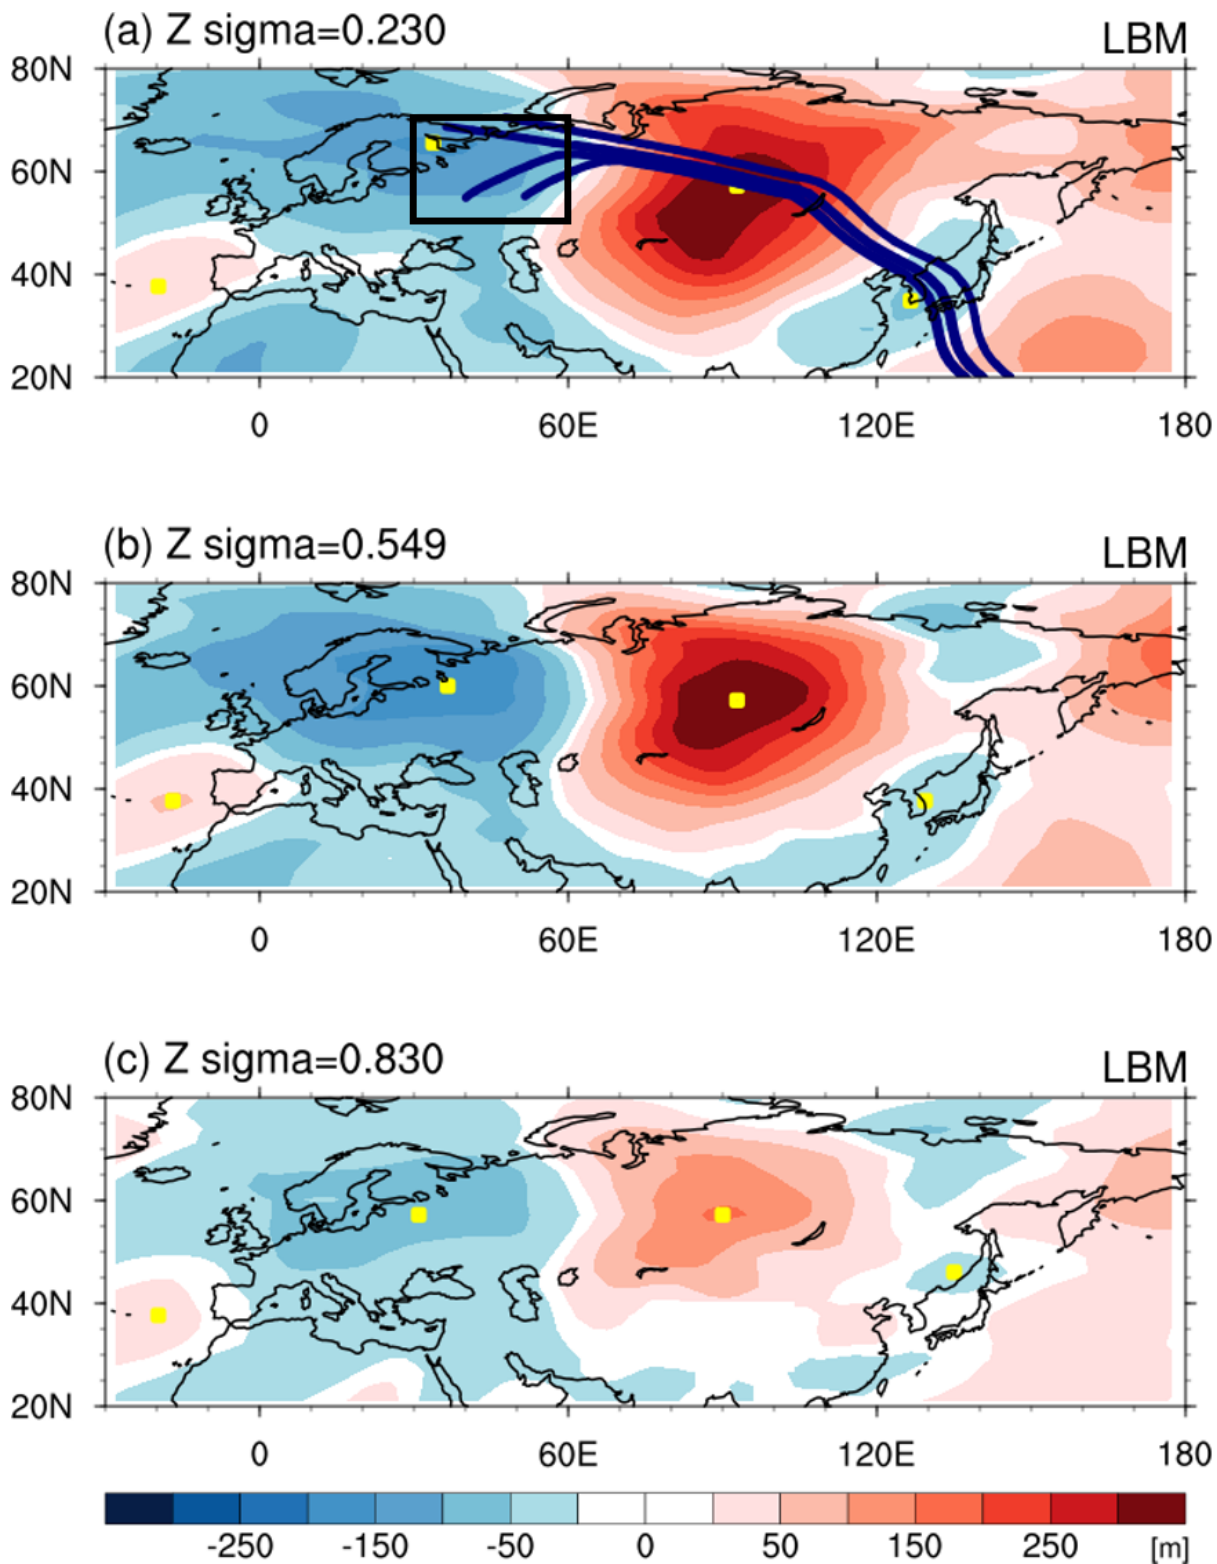 (a) Z sigma=0.230 LBM
80N
60N
40N
20N
0 60E 120E 180
(b) Z sigma=0.549 LBM
80N
60N
40N
20N
0 60E 120E 180
(c) Z sigma=0.830 LBM
80N
60N
40N
20N
0 60E 120E 180
-250 -150 -50 0 50 150 250 [m]